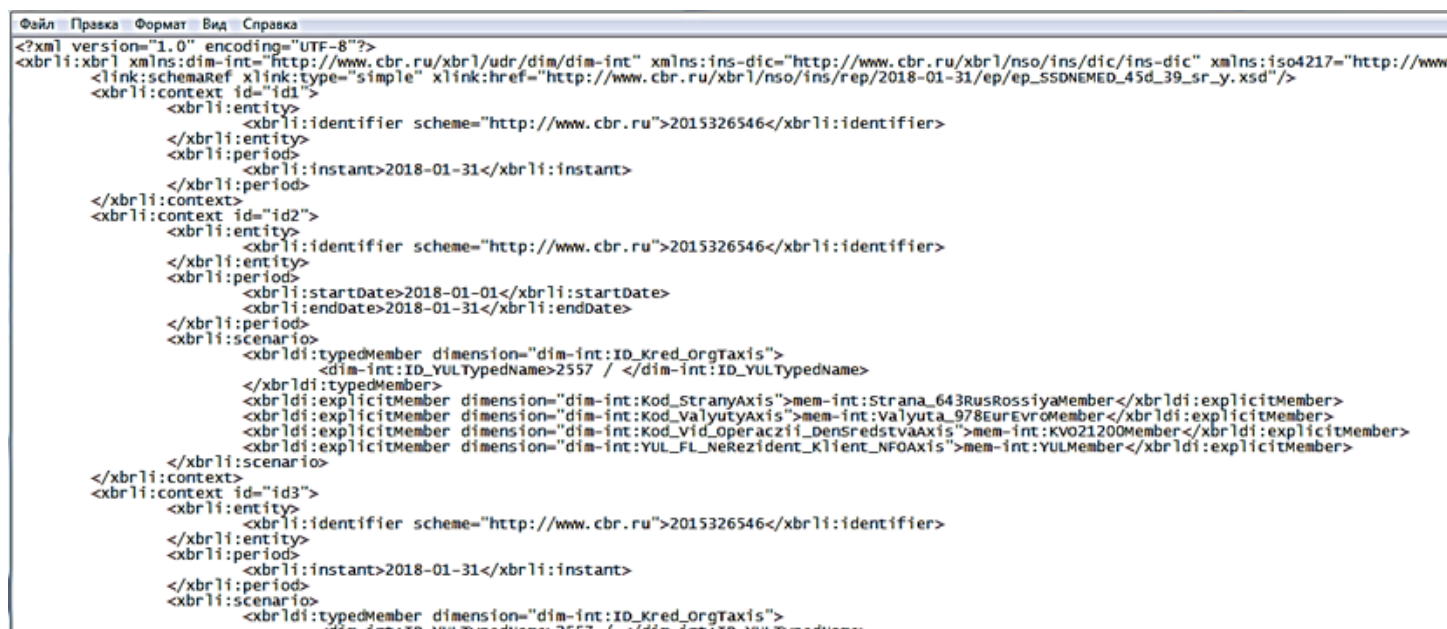 Файл Правка Формат Вид Справка
<?xml version="1.0" encoding="UTF-8"?>
<xbrli:xbrl xmlns:dim-int="http://www.cbr.ru/xbrl/udr/dim/dim-int" xmlns:ins-dic="http://www.cbr.ru/xbrl/nso/ins/dic/ins-dic" xmlns:iso4217="http://www
<link:schemaRef xlink:type="simple" xlink:href="http://www.cbr.ru/xbrl/nso/ins/rep/2018-01-31/ep/ep_SSDNEMED_45d_39_sr_y.xsd"/>
<xbrli:context id="id1">
<xbrli:entity>
<xbrli:identifier scheme="http://www.cbr.ru">2015326546</xbrli:identifier>
</xbrli:entity>
<xbrli:period>
<xbrli:instant>2018-01-31</xbrli:instant>
</xbrli:period>
</xbrli:context>
<xbrli:context id="id2">
<xbrli:entity>
<xbrli:identifier scheme="http://www.cbr.ru">2015326546</xbrli:identifier>
</xbrli:entity>
<xbrli:period>
<xbrli:startDate>2018-01-01</xbrli:startDate>
<xbrli:endDate>2018-01-31</xbrli:endDate>
</xbrli:period>
<xbrli:scenario>
<xbrldi:typedMember dimension="dim-int:ID_Kred_OrgTaxis">
<dim-int:ID_YULTypedName>2557 / </dim-int:ID_YULTypedName>
</xbrldi:typedMember>
<xbrldi:explicitMember dimension="dim-int:Kod_StranyAxis">mem-int:Strana_643RusRossiyaMember</xbrldi:explicitMember>
<xbrldi:explicitMember dimension="dim-int:Kod_ValyutyAxis">mem-int:Valyuta_978EurEvroMember</xbrldi:explicitMember>
<xbrldi:explicitMember dimension="dim-int:Kod_Vid_Operaczii_DenSredstvaAxis">mem-int:KVO21200Member</xbrldi:explicitMember>
<xbrldi:explicitMember dimension="dim-int:YUL_FL_NeRezident_Klient_NFOAxis">mem-int:YULMember</xbrldi:explicitMember>
</xbrli:scenario>
</xbrli:context>
<xbrli:context id="id3">
<xbrli:entity>
<xbrli:identifier scheme="http://www.cbr.ru">2015326546</xbrli:identifier>
</xbrli:entity>
<xbrli:period>
<xbrli:instant>2018-01-31</xbrli:instant>
</xbrli:period>
<xbrli:scenario>
<xbrldi:typedMember dimension="dim-int:ID_Kred_OrgTaxis">